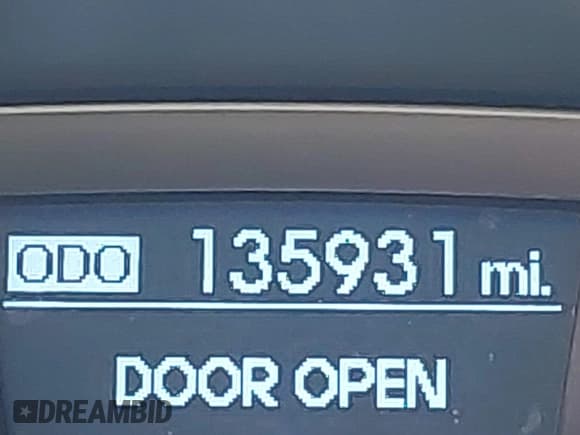 ODO 135931 mi.
DOOR OPEN
DREAMBID